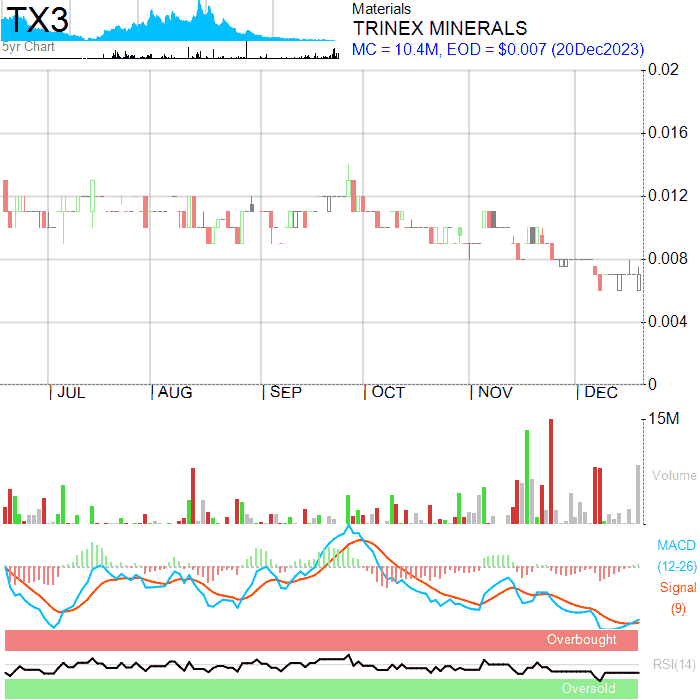 TX3
5yr Chart
Materials
TRINEX MINERALS
MC = 10.4M, EOD = $0.007 (20Dec2023)
0.02
0.016
0.012
0.008
0.004
0
JUL
AUG
SEP
OCT
NOV
DEC
15M
Volume
MACD
(12-26)
Signal
(9)
Overbought
RSI(14)
Oversold